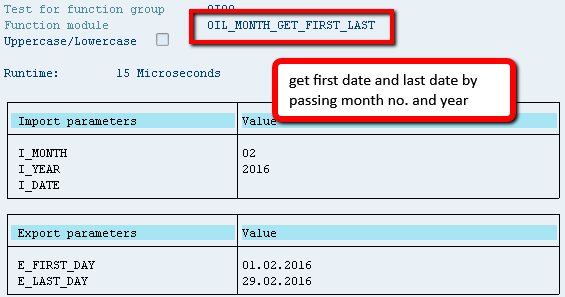 Test for function group OI00
Function module OIL_MONTH_GET_FIRST_LAST
Uppercase/Lowercase
Runtime: 15 Microseconds
get first date and last date by
passing month no. and year
Import parameters Value
I_MONTH 02
I_YEAR 2016
I_DATE
Export parameters Value
E_FIRST_DAY 01.02.2016
E_LAST_DAY 29.02.2016